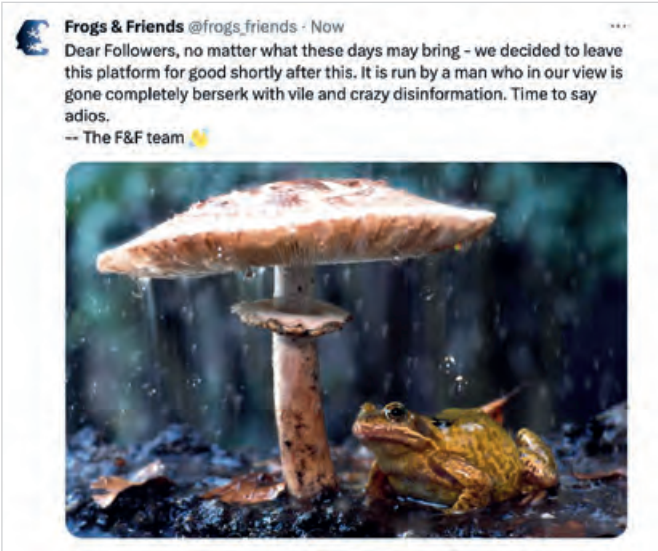 Frogs & Friends @frogs_friends · Now
Dear Followers, no matter what these days may bring - we decided to leave
this platform for good shortly after this. It is run by a man who in our view is
gone completely berserk with vile and crazy disinformation. Time to say
adios.
-- The F&F team 👋